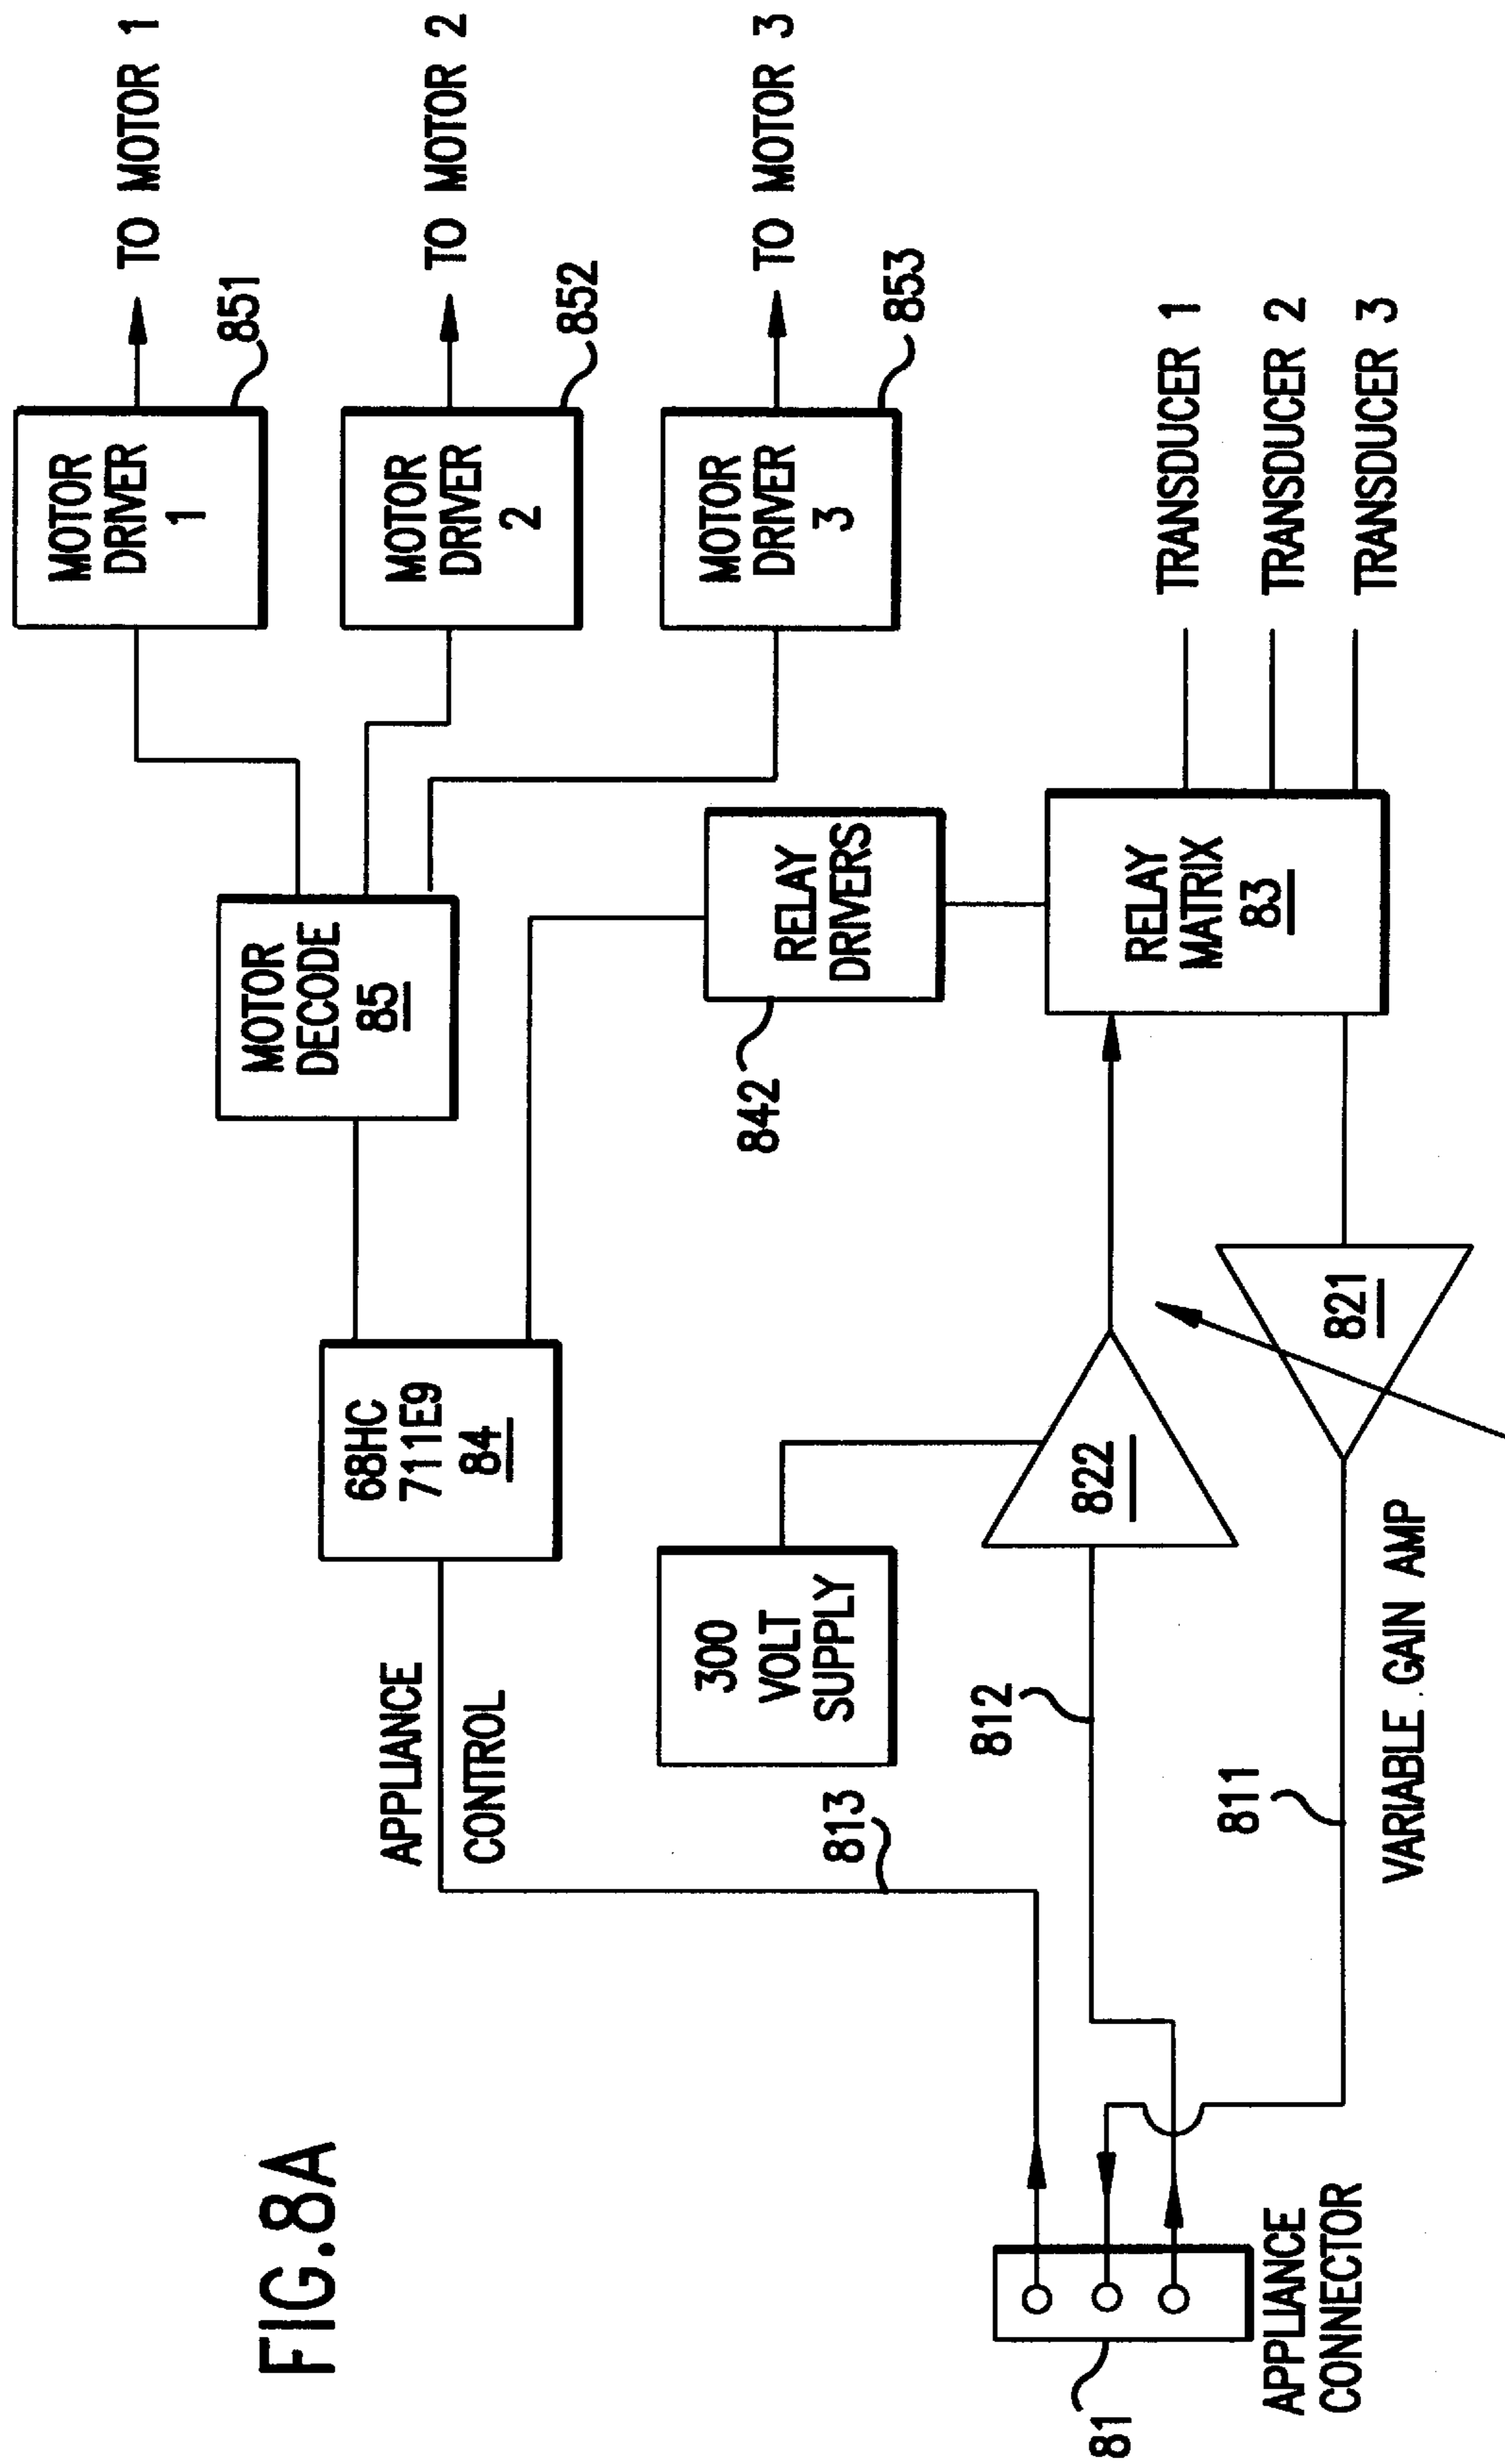 FIG.8A
TO MOTOR 1
TO MOTOR 2
TO MOTOR 3
851
852
853
MOTOR
DRIVER
1
MOTOR
DRIVER
2
MOTOR
DRIVER
3
MOTOR
DECODE
85
68HC
711E9
84
APPLIANCE
CONTROL
RELAY
DRIVERS
842
300
VOLT
SUPPLY
813
812
822
RELAY
MATRIX
83
TRANSDUCER 1
TRANSDUCER 2
TRANSDUCER 3
821
811
VARIABLE GAIN AMP
81
APPLIANCE
CONNECTOR